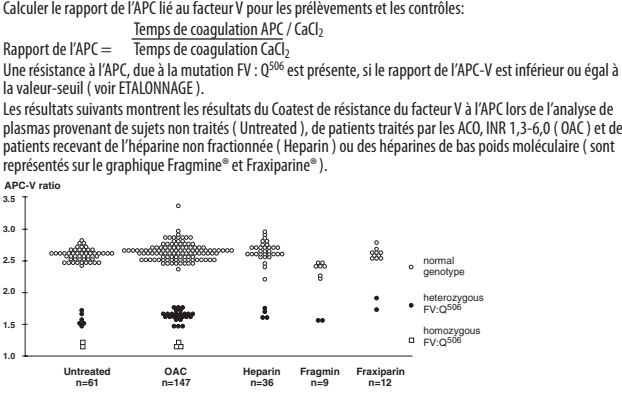 Calculer le rapport de l'APC lié au facteur V pour les prélèvements et les contrôles:
Temps de coagulation APC / CaCl2
Rapport de l'APC = Temps de coagulation CaCl2
Une résistance à l'APC, due à la mutation FV : Q506 est présente, si le rapport de l'APC-V est inférieur ou égal à
la valeur-seuil ( voir ETALONNAGE ).
Les résultats suivants montrent les résultats du Coatest de résistance du facteur V à l'APC lors de l'analyse de
plasmas provenant de sujets non traités ( Untreated ), de patients traités par les ACO, INR 1,3-6,0 ( OAC ) et de
patients recevant de l'héparine non fractionnée ( Heparin ) ou des héparines de bas poids moléculaire ( sont
représentés sur le graphique Fragmine® et Fraxiparine® ).
APC-V ratio
3.5
3.0
2.5
2.0
1.5
1.0
normal
genotype
heterozygous
FV:Q506
homozygous
FV:Q506
Untreated OAC Heparin Fragmin Fraxiparin
n=61 n=147 n=36 n=9 n=12